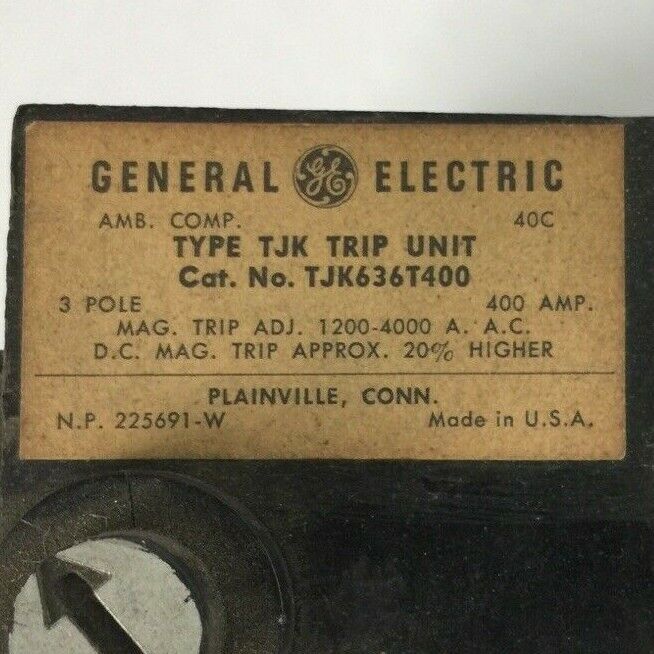 GENERAL GE ELECTRIC
AMB. COMP. 40C
TYPE TJK TRIP UNIT
Cat. No. TJK636T400
3 POLE 400 AMP.
MAG. TRIP ADJ. 1200-4000 A. A.C.
D.C. MAG. TRIP APPROX. 20% HIGHER
PLAINVILLE, CONN.
N.P. 225691-W Made in U.S.A.